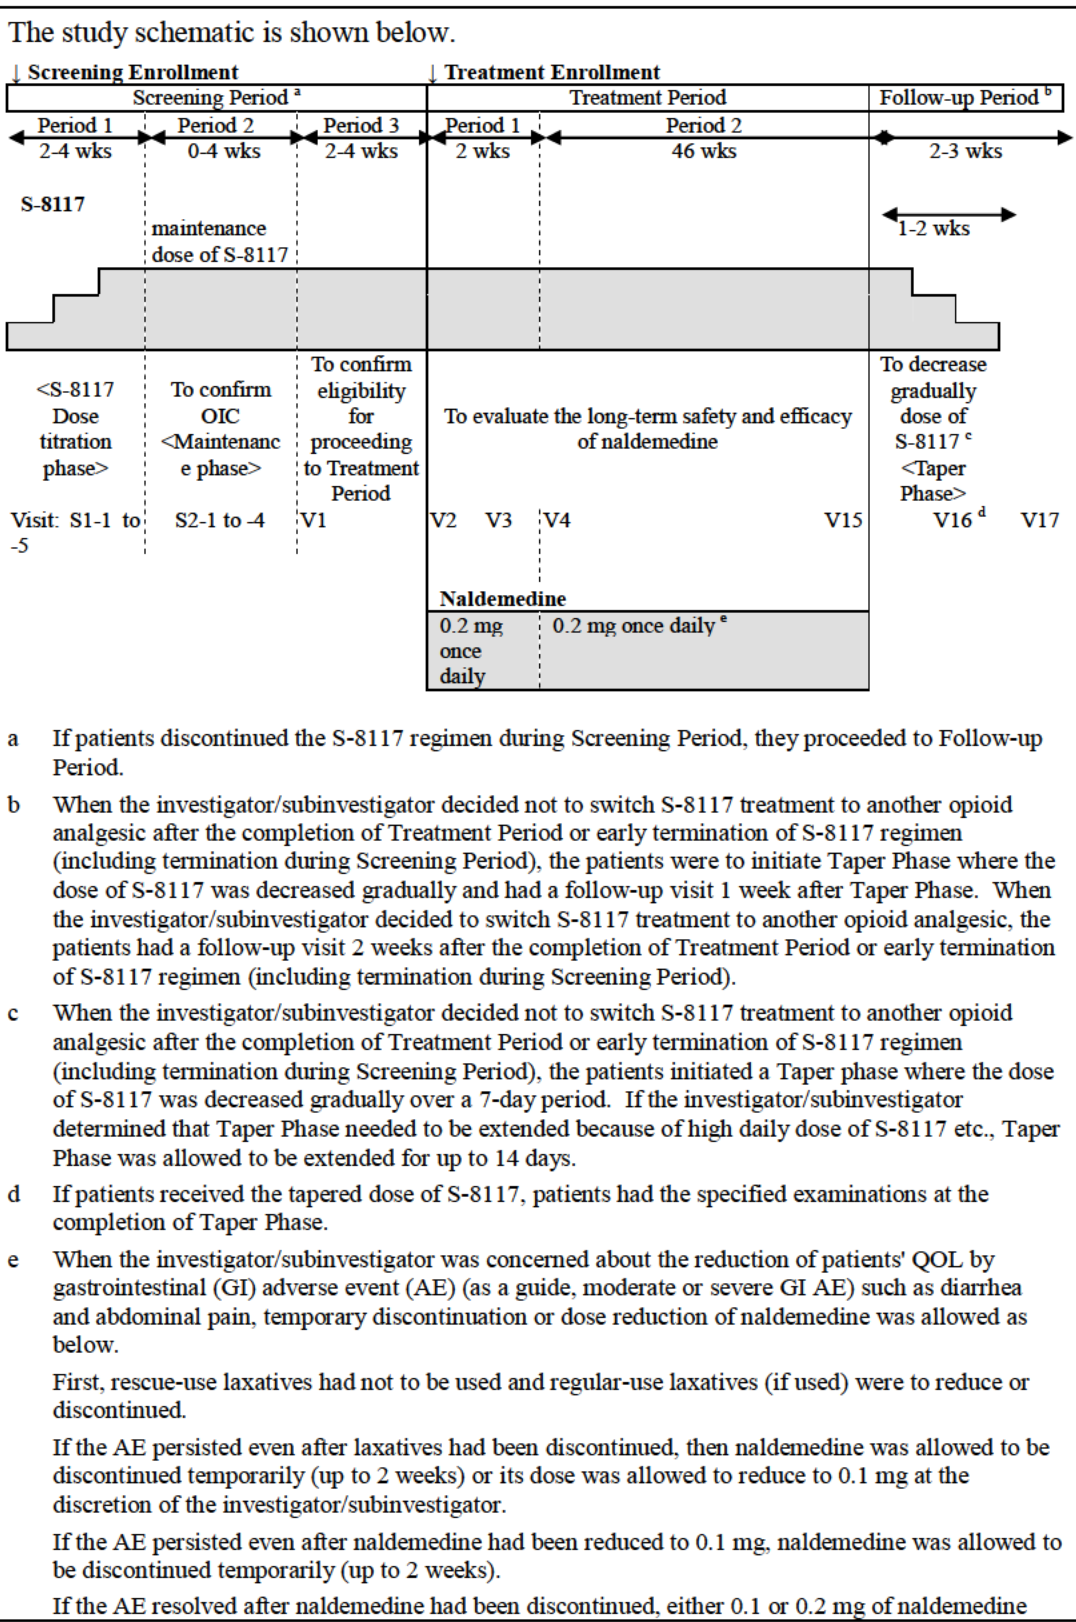 The study schematic is shown below.
↓ Screening Enrollment
↓ Treatment Enrollment
Screening Period a
Treatment Period
Follow-up Period b
Period 1
Period 2
Period 3
Period 1
Period 2
2-4 wks
0-4 wks
2-4 wks
2 wks
46 wks
2-3 wks
S-8117
1-2 wks
maintenance
dose of S-8117
<S-8117
Dose
titration
phase>
To confirm
OIC
<Maintenanc
e phase>
To confirm
eligibility
for
proceeding
to Treatment
Period
To evaluate the long-term safety and efficacy
of naldemedine
To decrease
gradually
dose of
S-8117 c
<Taper
Phase>
Visit: S1-1 to
-5
S2-1 to -4
V1
V2
V3
V4
V15
V16 d
V17
Naldemedine
0.2 mg
once
daily
0.2 mg once daily e
a If patients discontinued the S-8117 regimen during Screening Period, they proceeded to Follow-up
Period.
b When the investigator/subinvestigator decided not to switch S-8117 treatment to another opioid
analgesic after the completion of Treatment Period or early termination of S-8117 regimen
(including termination during Screening Period), the patients were to initiate Taper Phase where the
dose of S-8117 was decreased gradually and had a follow-up visit 1 week after Taper Phase. When
the investigator/subinvestigator decided to switch S-8117 treatment to another opioid analgesic, the
patients had a follow-up visit 2 weeks after the completion of Treatment Period or early termination
of S-8117 regimen (including termination during Screening Period).
c When the investigator/subinvestigator decided not to switch S-8117 treatment to another opioid
analgesic after the completion of Treatment Period or early termination of S-8117 regimen
(including termination during Screening Period), the patients initiated a Taper phase where the dose
of S-8117 was decreased gradually over a 7-day period. If the investigator/subinvestigator
determined that Taper Phase needed to be extended because of high daily dose of S-8117 etc., Taper
Phase was allowed to be extended for up to 14 days.
d If patients received the tapered dose of S-8117, patients had the specified examinations at the
completion of Taper Phase.
e When the investigator/subinvestigator was concerned about the reduction of patients' QOL by
gastrointestinal (GI) adverse event (AE) (as a guide, moderate or severe GI AE) such as diarrhea
and abdominal pain, temporary discontinuation or dose reduction of naldemedine was allowed as
below.
First, rescue-use laxatives had not to be used and regular-use laxatives (if used) were to reduce or
discontinued.
If the AE persisted even after laxatives had been discontinued, then naldemedine was allowed to be
discontinued temporarily (up to 2 weeks) or its dose was allowed to reduce to 0.1 mg at the
discretion of the investigator/subinvestigator.
If the AE persisted even after naldemedine had been reduced to 0.1 mg, naldemedine was allowed to
be discontinued temporarily (up to 2 weeks).
If the AE resolved after naldemedine had been discontinued, either 0.1 or 0.2 mg of naldemedine